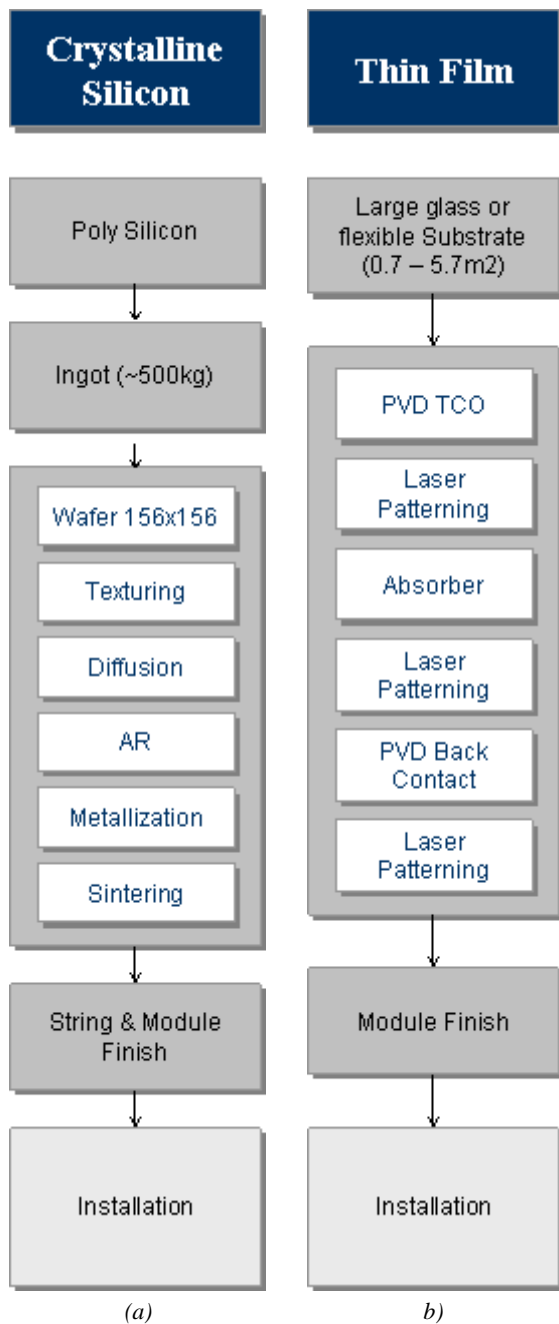 Crystalline
Silicon
Poly Silicon
Ingot (~500kg)
Wafer 156x156
Texturing
Diffusion
AR
Metallization
Sintering
String & Module
Finish
Installation
(a)
Thin Film
Large glass or
flexible Substrate
(0.7 – 5.7m2)
PVD TCO
Laser
Patterning
Absorber
Laser
Patterning
PVD Back
Contact
Laser
Patterning
Module Finish
Installation
b)